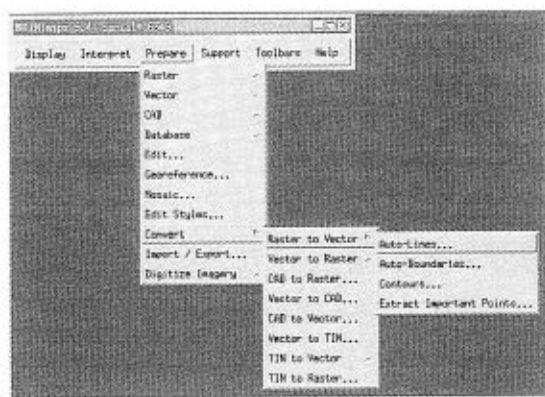 Display Interpret Prepare Support Toolbars Help
Raster
Vector
CAD
Database
Edit...
Georeference...
Mosaic...
Edit Styles...
Convert
Import / Export...
Digitize Imagery
Raster to Vector
Vector to Raster
CAD to Raster...
Vector to CAD...
CAD to Vector...
Vector to TIN...
TIN to Vector
TIN to Raster...
Auto-Lines...
Auto-Boundaries...
Contours...
Extract Important Points...